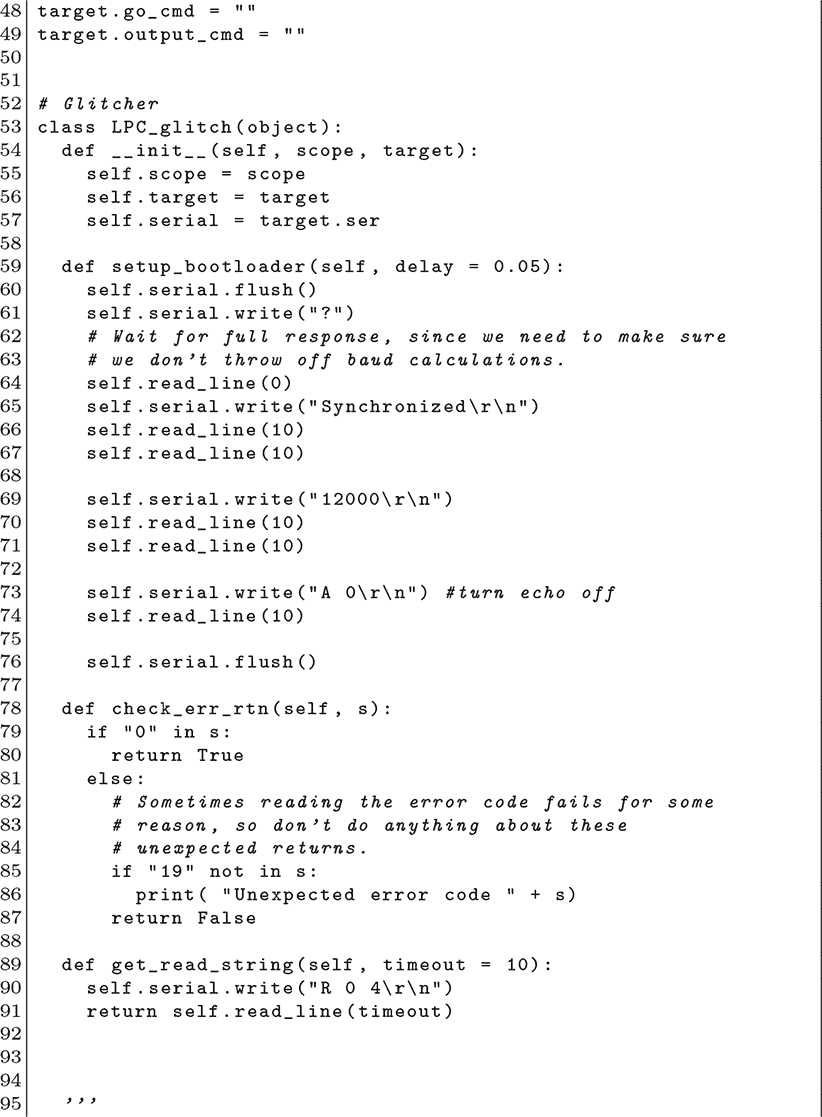 48 target.go_cmd = ""
49 target.output_cmd = ""
50
51
52 # Glitcher
53 class LPC_glitch(object):
54   def __init__(self, scope, target):
55     self.scope = scope
56     self.target = target
57     self.serial = target.ser
58
59   def setup_bootloader(self, delay = 0.05):
60     self.serial.flush()
61     self.serial.write("?")
62     # Wait for full response, since we need to make sure
63     # we don't throw off baud calculations.
64     self.read_line(0)
65     self.serial.write("Synchronized\r\n")
66     self.read_line(10)
67     self.read_line(10)
68
69     self.serial.write("12000\r\n")
70     self.read_line(10)
71     self.read_line(10)
72
73     self.serial.write("A 0\r\n") #turn echo off
74     self.read_line(10)
75
76     self.serial.flush()
77
78   def check_err_rtn(self, s):
79     if "0" in s:
80       return True
81     else:
82       # Sometimes reading the error code fails for some
83       # reason, so don't do anything about these
84       # unexpected returns.
85       if "19" not in s:
86         print( "Unexpected error code " + s)
87       return False
88
89   def get_read_string(self, timeout = 10):
90     self.serial.write("R 0 4\r\n")
91     return self.read_line(timeout)
92
93
94
95   '''